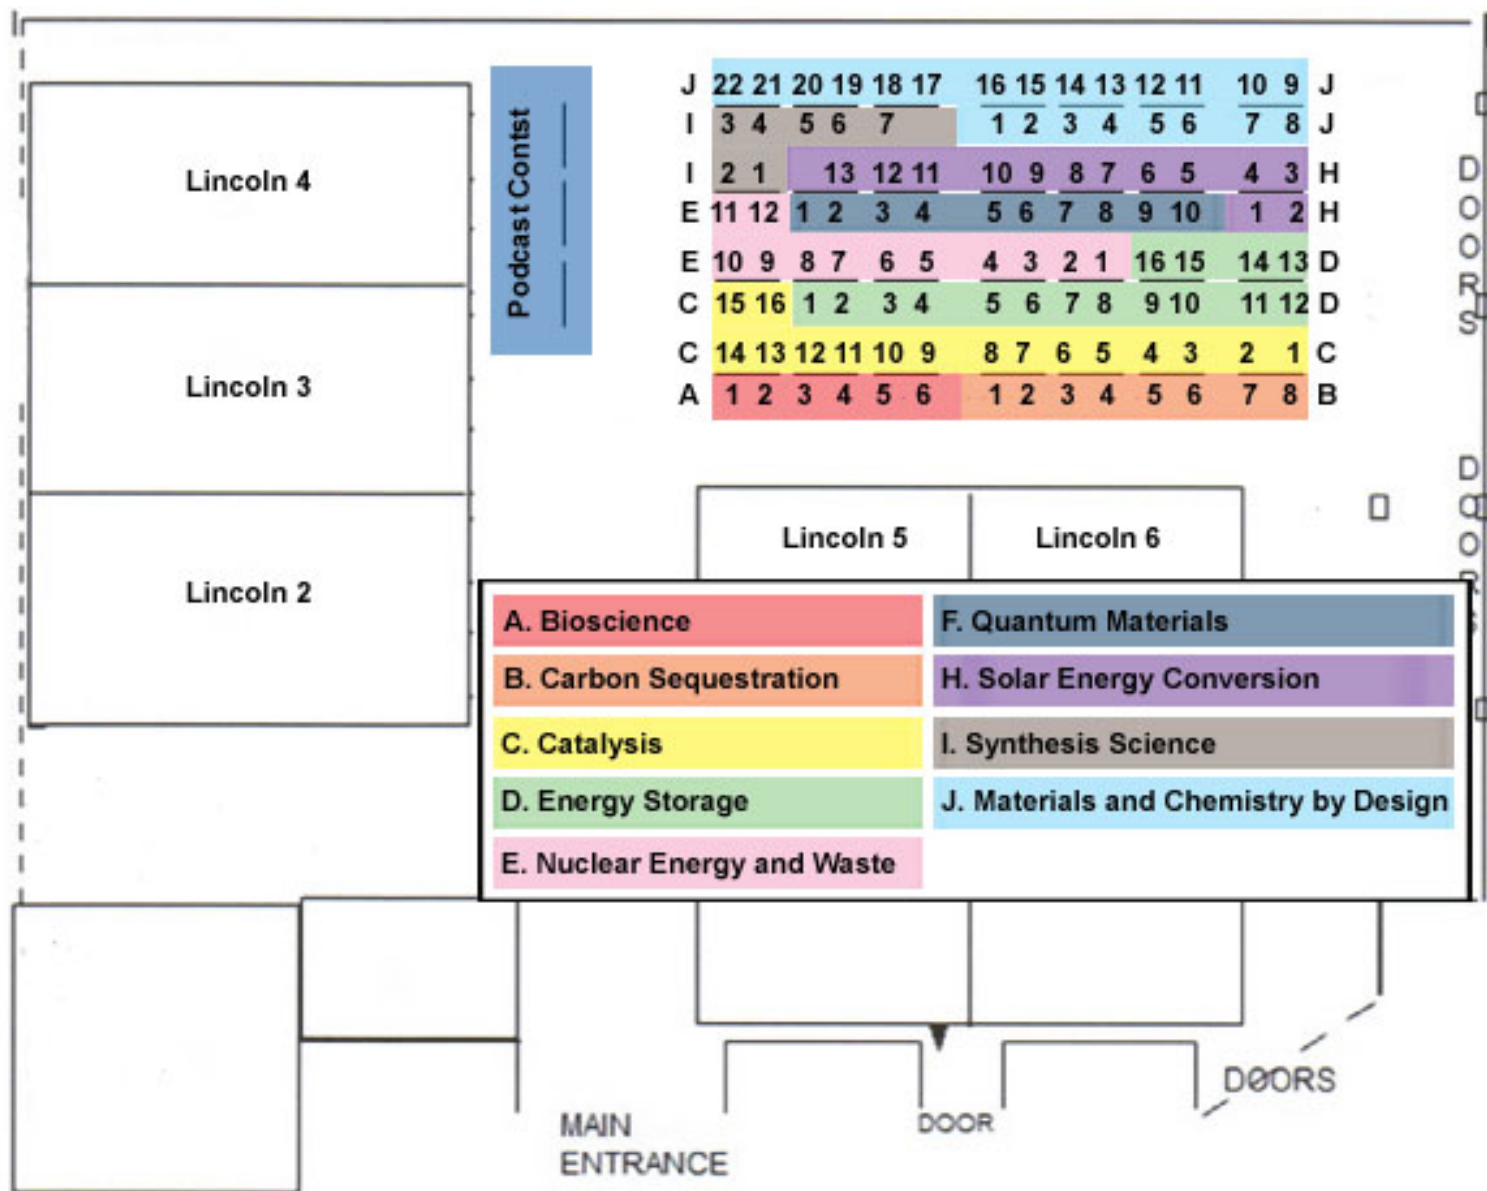 J 22 21 20 19 18 17 16 15 14 13 12 11 10 9 J
I 3 4 5 6 7 1 2 3 4 5 6 7 8 J
I 2 1 13 12 11 10 9 8 7 6 5 4 3 H
E 11 12 1 2 3 4 5 6 7 8 9 10 1 2 H
E 10 9 8 7 6 5 4 3 2 1 16 15 14 13 D
C 15 16 1 2 3 4 5 6 7 8 9 10 11 12 D
C 14 13 12 11 10 9 8 7 6 5 4 3 2 1 C
A 1 2 3 4 5 6 1 2 3 4 5 6 7 8 B
Podcast Contst
Lincoln 4
Lincoln 3
Lincoln 2
DOORS
DOORS
Lincoln 5
Lincoln 6
A. Bioscience
B. Carbon Sequestration
C. Catalysis
D. Energy Storage
E. Nuclear Energy and Waste
F. Quantum Materials
H. Solar Energy Conversion
I. Synthesis Science
J. Materials and Chemistry by Design
MAIN
ENTRANCE
DOOR
DOORS